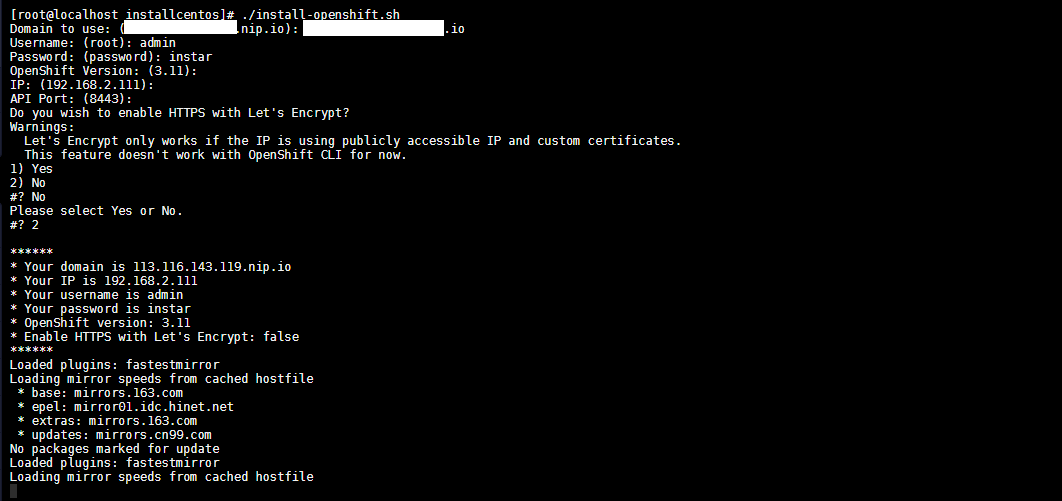 [root@localhost installcentos]# ./install-openshift.sh
Domain to use: ( .nip.io): .io
Username: (root): admin
Password: (password): instar
OpenShift Version: (3.11):
IP: (192.168.2.111):
API Port: (8443):
Do you wish to enable HTTPS with Let's Encrypt?
Warnings:
  Let's Encrypt only works if the IP is using publicly accessible IP and custom certificates.
  This feature doesn't work with OpenShift CLI for now.
1) Yes
2) No
#? No
Please select Yes or No.
#? 2
******
* Your domain is 113.116.143.119.nip.io
* Your IP is 192.168.2.111
* Your username is admin
* Your password is instar
* OpenShift version: 3.11
* Enable HTTPS with Let's Encrypt: false
******
Loaded plugins: fastestmirror
Loading mirror speeds from cached hostfile
 * base: mirrors.163.com
 * epel: mirror01.idc.hinet.net
 * extras: mirrors.163.com
 * updates: mirrors.cn99.com
No packages marked for update
Loaded plugins: fastestmirror
Loading mirror speeds from cached hostfile